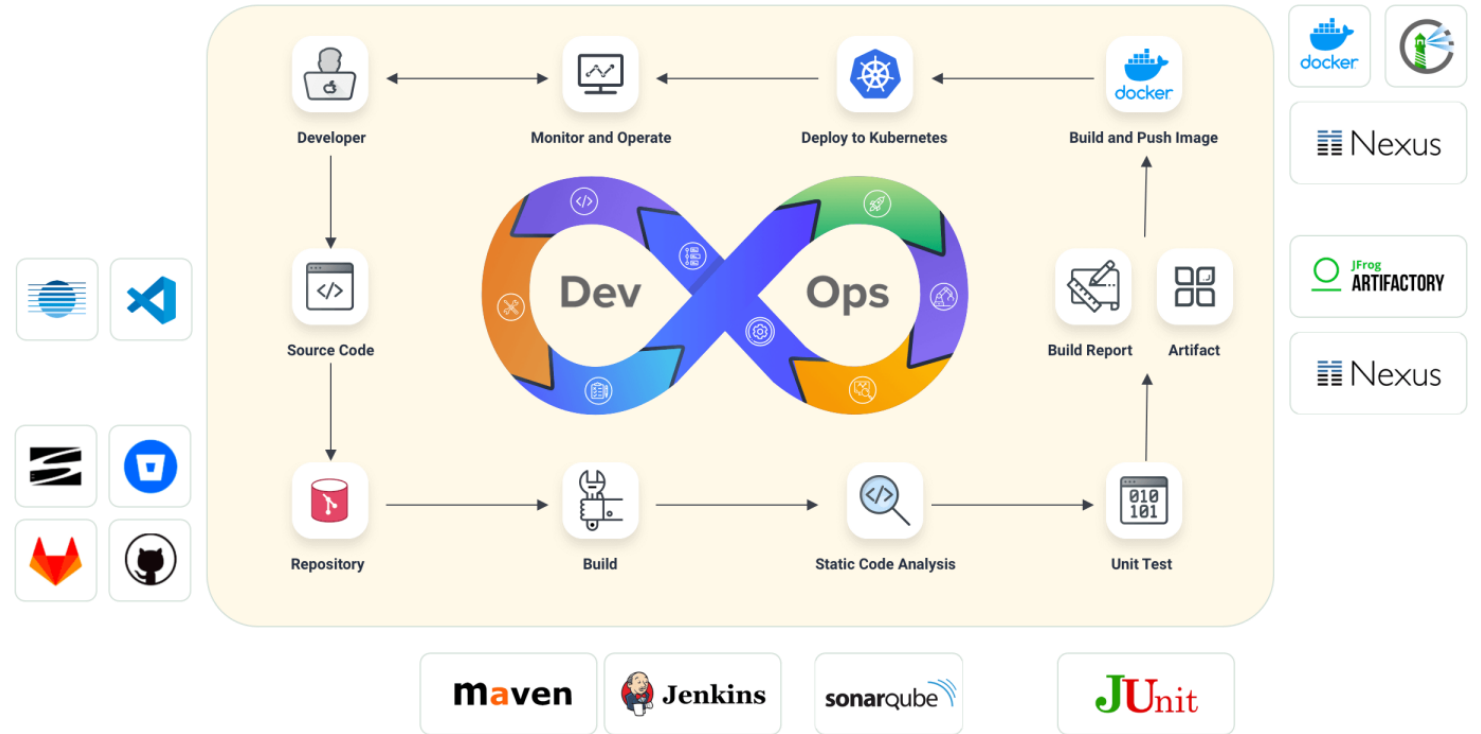 docker
docker
Developer
Monitor and Operate
Deploy to Kubernetes
Build and Push Image
Nexus
</>
Dev
Ops
</>
JFrog
ARTIFACTORY
Source Code
Build Report
Artifact
Nexus
</>
010
101
Repository
Build
Static Code Analysis
Unit Test
maven
Jenkins
sonarqube
JUnit